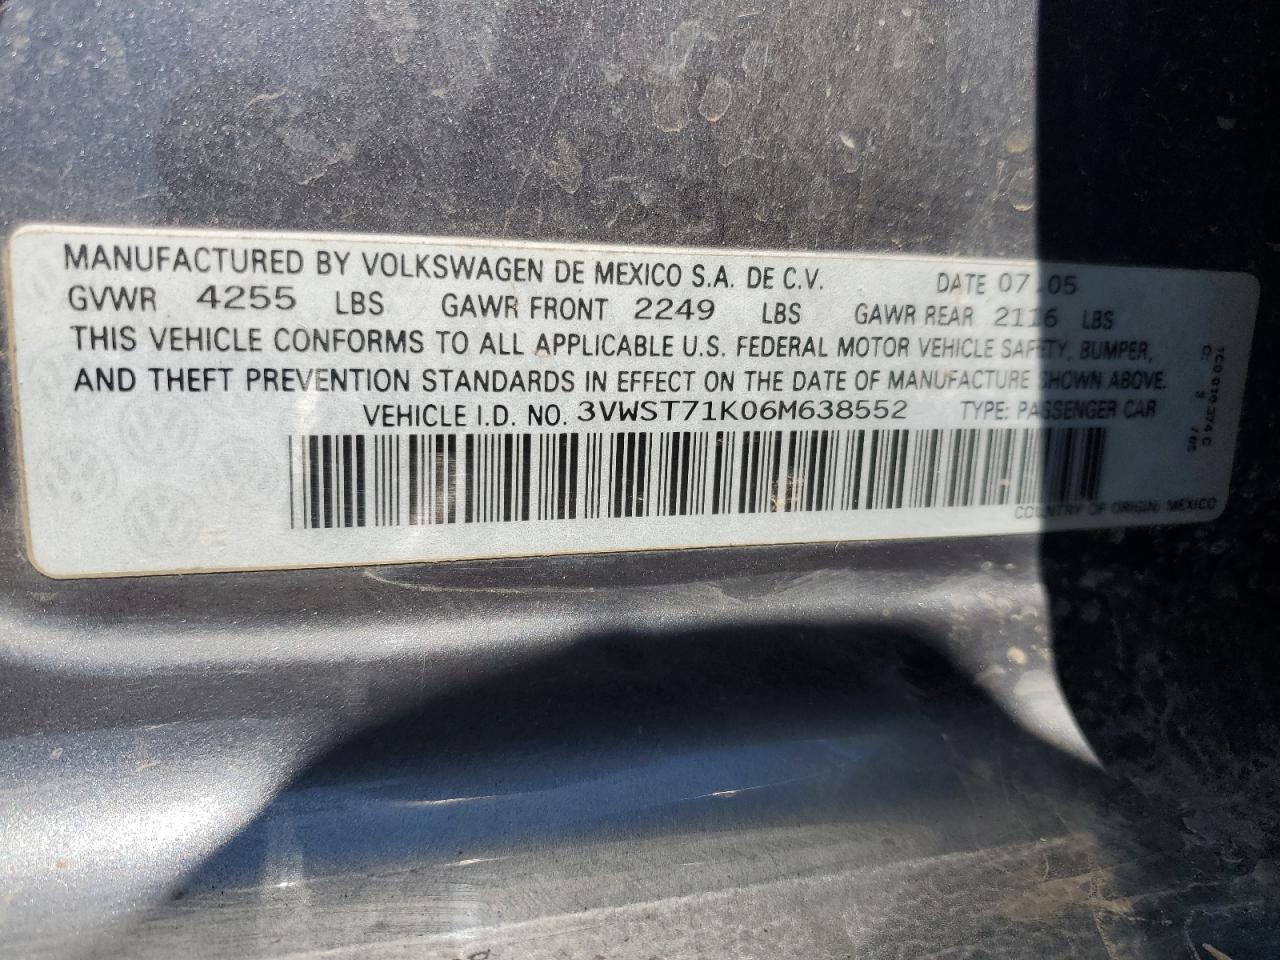 MANUFACTURED BY VOLKSWAGEN DE MEXICO S.A. DE C.V. DATE 07 05
GVWR 4255 LBS GAWR FRONT 2249 LBS GAWR REAR 2116 LBS
THIS VEHICLE CONFORMS TO ALL APPLICABLE U.S. FEDERAL MOTOR VEHICLE SAFETY, BUMPER,
AND THEFT PREVENTION STANDARDS IN EFFECT ON THE DATE OF MANUFACTURE SHOWN ABOVE.
VEHICLE I.D. NO. 3VWST71K06M638552 TYPE: PASSENGER CAR
COUNTRY OF ORIGIN: MEXICO